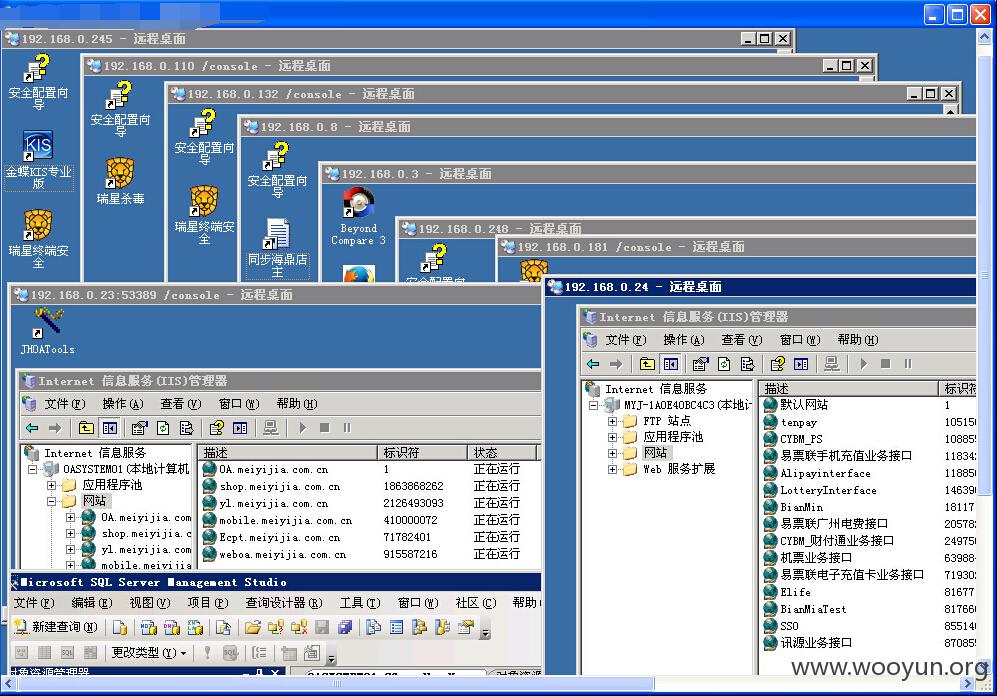 192.168.0.245 - 远程桌面
安全配置向
导
金蝶KIS专业
版
瑞星终端安
全
192.168.0.110 /console - 远程桌面
安全配置向
导
瑞星杀毒
192.168.0.132 /console - 远程桌面
安全配置向
导
瑞星终端安
全
192.168.0.8 - 远程桌面
安全配置向
导
同步海鼎店
主
192.168.0.3 - 远程桌面
Beyond
Compare 3
192.168.0.248 - 远程桌面
安全配置向
192.168.0.181 /console - 远程桌面
192.168.0.23:53389 /console - 远程桌面
JHOATools
Internet 信息服务(IIS)管理器
文件(F) 操作(A) 查看(V) 窗口(W) 帮助(H)
Internet 信息服务
OASYSTEM01(本地计算机
应用程序池
网站
OA.meiyijia.com
shop.meiyijia.c
yl.meiyijia.com
mobile.meiyijia
描述 标识符 状态
OA.meiyijia.com.cn 1 正在运行
shop.meiyijia.com.cn 1863868262 正在运行
yl.meiyijia.com.cn 2126493093 正在运行
mobile.meiyijia.com.cn 410000072 正在运行
Ecpt.meiyijia.com.cn 71782401 正在运行
weboa.meiyijia.com.cn 915587216 正在运行
Microsoft SQL Server Management Studio
文件(F) 编辑(E) 视图(V) 项目(P) 查询设计器(R) 工具(T) 窗口(W) 社区(C) 帮助
新建查询(N)
更改类型(Y)
对象资源管理器
192.168.0.24 - 远程桌面
Internet 信息服务(IIS)管理器
文件(F) 操作(A) 查看(V) 窗口(W) 帮助(H)
Internet 信息服务
MYJ-1A0E40BC4C3(本地计
FTP 站点
应用程序池
网站
Web 服务扩展
描述 标识符
默认网站 1
tenpay 105150
CYBM_PS 10885
易票联手机充值业务接口 11834
Alipayinterface 118850
LotteryInterface 14639
BianMin 18117
易票联广州电费接口 20578
CYBM_财付通业务接口 249750
机票业务接口 63988
易票联电子充值卡业务接口 71930
Elife 81677
BianMiaTest 81766
SSO 85514
讯源业务接口 87085
www.wooyun.org